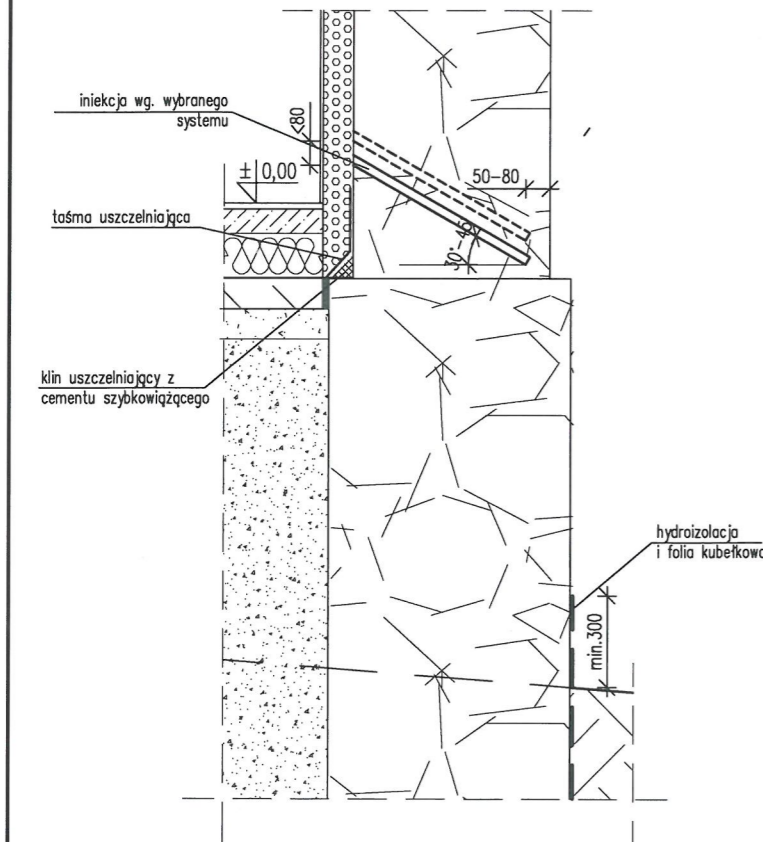 iniekcja wg. wybranego
systemu
<80
± 0,00
50-80
taśma uszczelniająca
30°-45
klin uszczelniający z
cementu szybkowiążącego
hydroizolacja
i folia kubełkowa
min.300